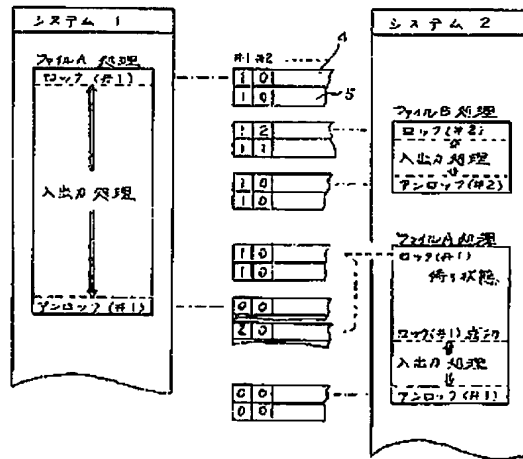 システム 1
ファイルA 処理
ロック(#1)
入出力処理
アンロック(#1)
#1 #2
4
1 0
1 0
5
1 2
1 1
1 0
1 0
1 0
1 0
0 0
2 0
0 0
0 0
システム 2
ファイルB 処理
ロック(#2)
入出力処理
アンロック(#2)
ファイルA 処理
ロック(#1)
待ち状態
ロック(#1) 成功
入出力処理
アンロック(#1)